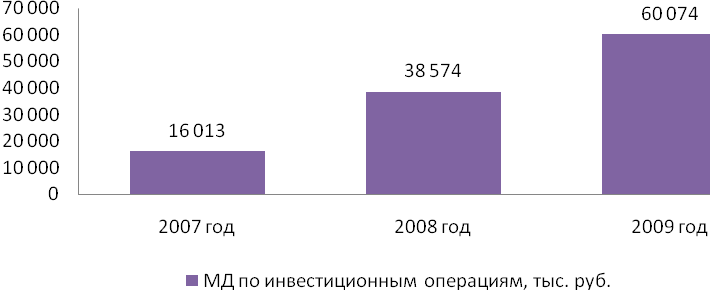 70 000
60 000
50 000
40 000
30 000
20 000
10 000
0
16 013
38 574
60 074
2007 год
2008 год
2009 год
МД по инвестиционным операциям, тыс. руб.